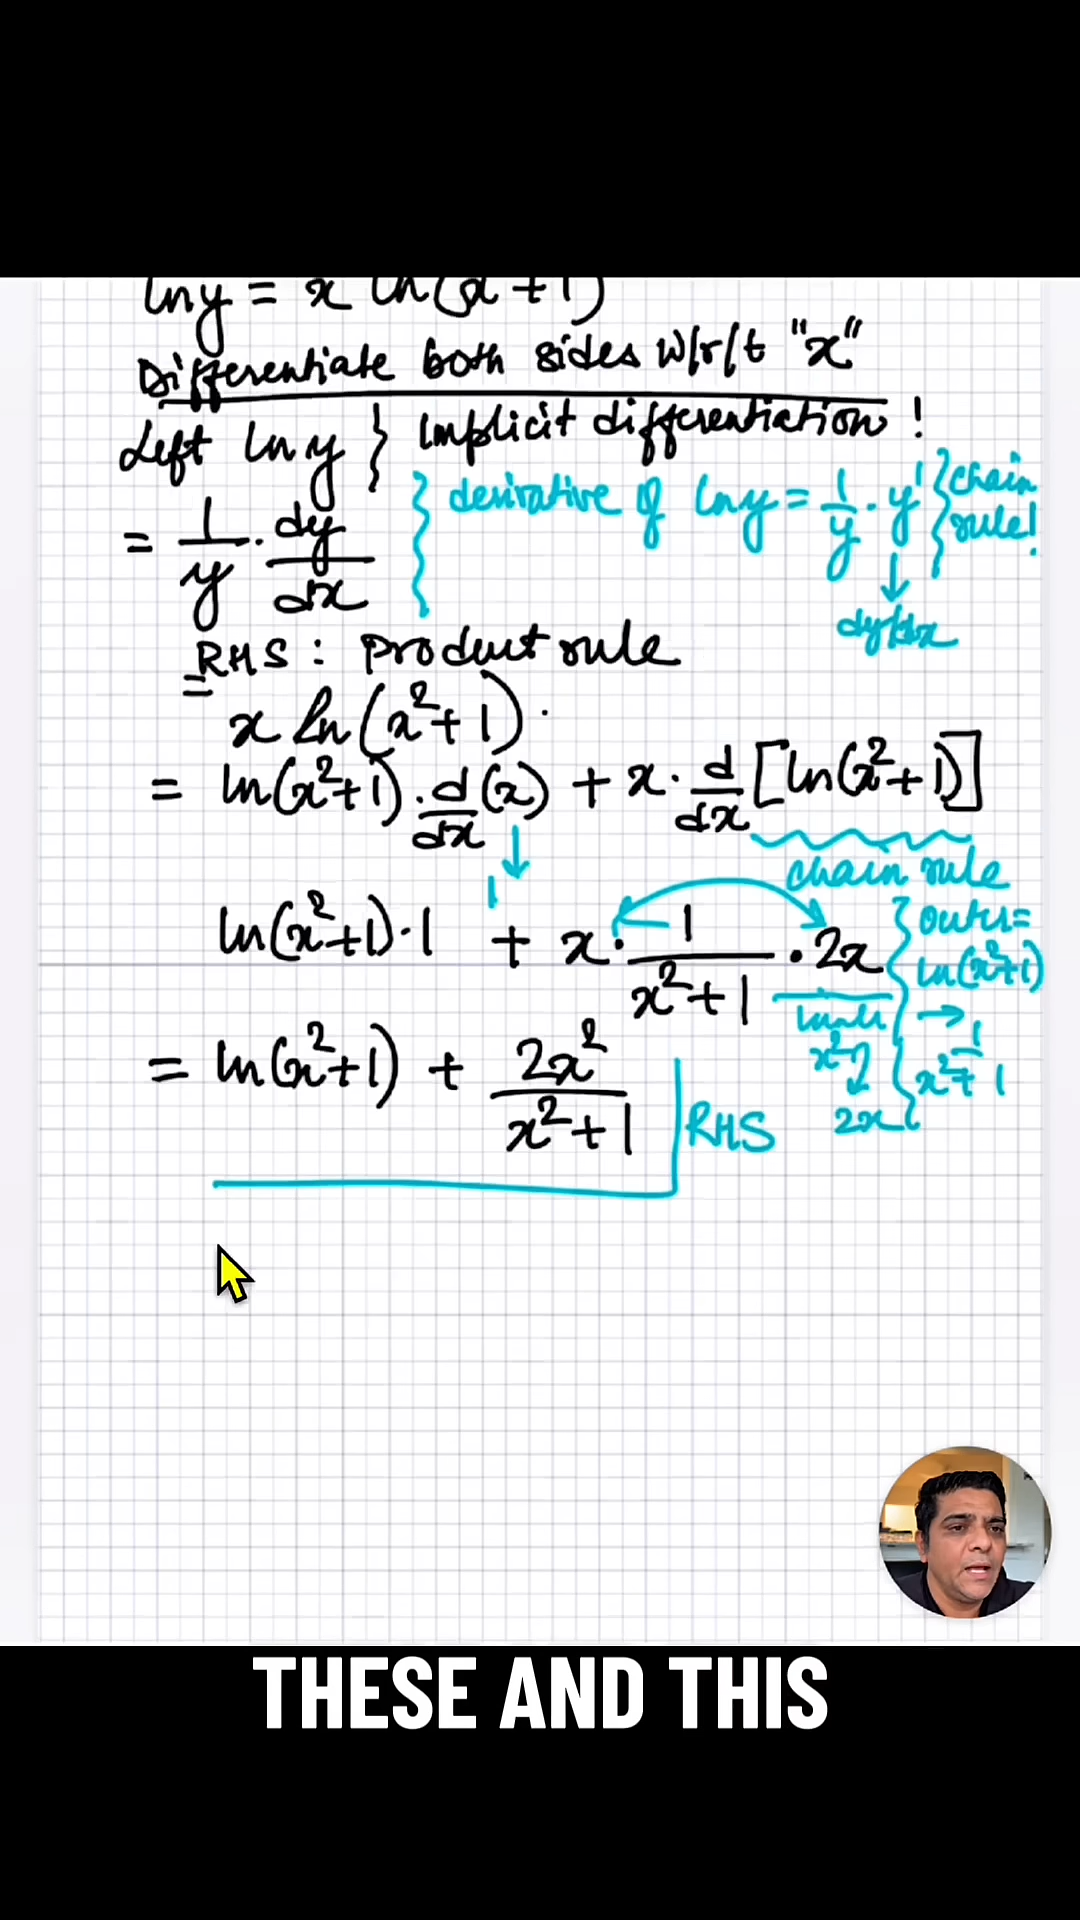 ln y = x ln(x + 1)
Differentiate both sides w/r/t "x"
Left ln y } Implicit differentiation !
= 1/y · dy/dx
} derivative of ln y = 1/y · y' } chain rule!
dy/dx
RHS : product rule
=
x ln(x² + 1) ·
= ln(x²+1) · d/dx (x) + x · d/dx [ln(x²+1)]
1
chain rule
ln(x²+1) · 1 + x · 1/(x²+1) · 2x
outer =
ln(x²+1)
→ 1/(x²+1)
x²
2x
= ln(x²+1) + 2x²/(x²+1)
RHS
THESE AND THIS